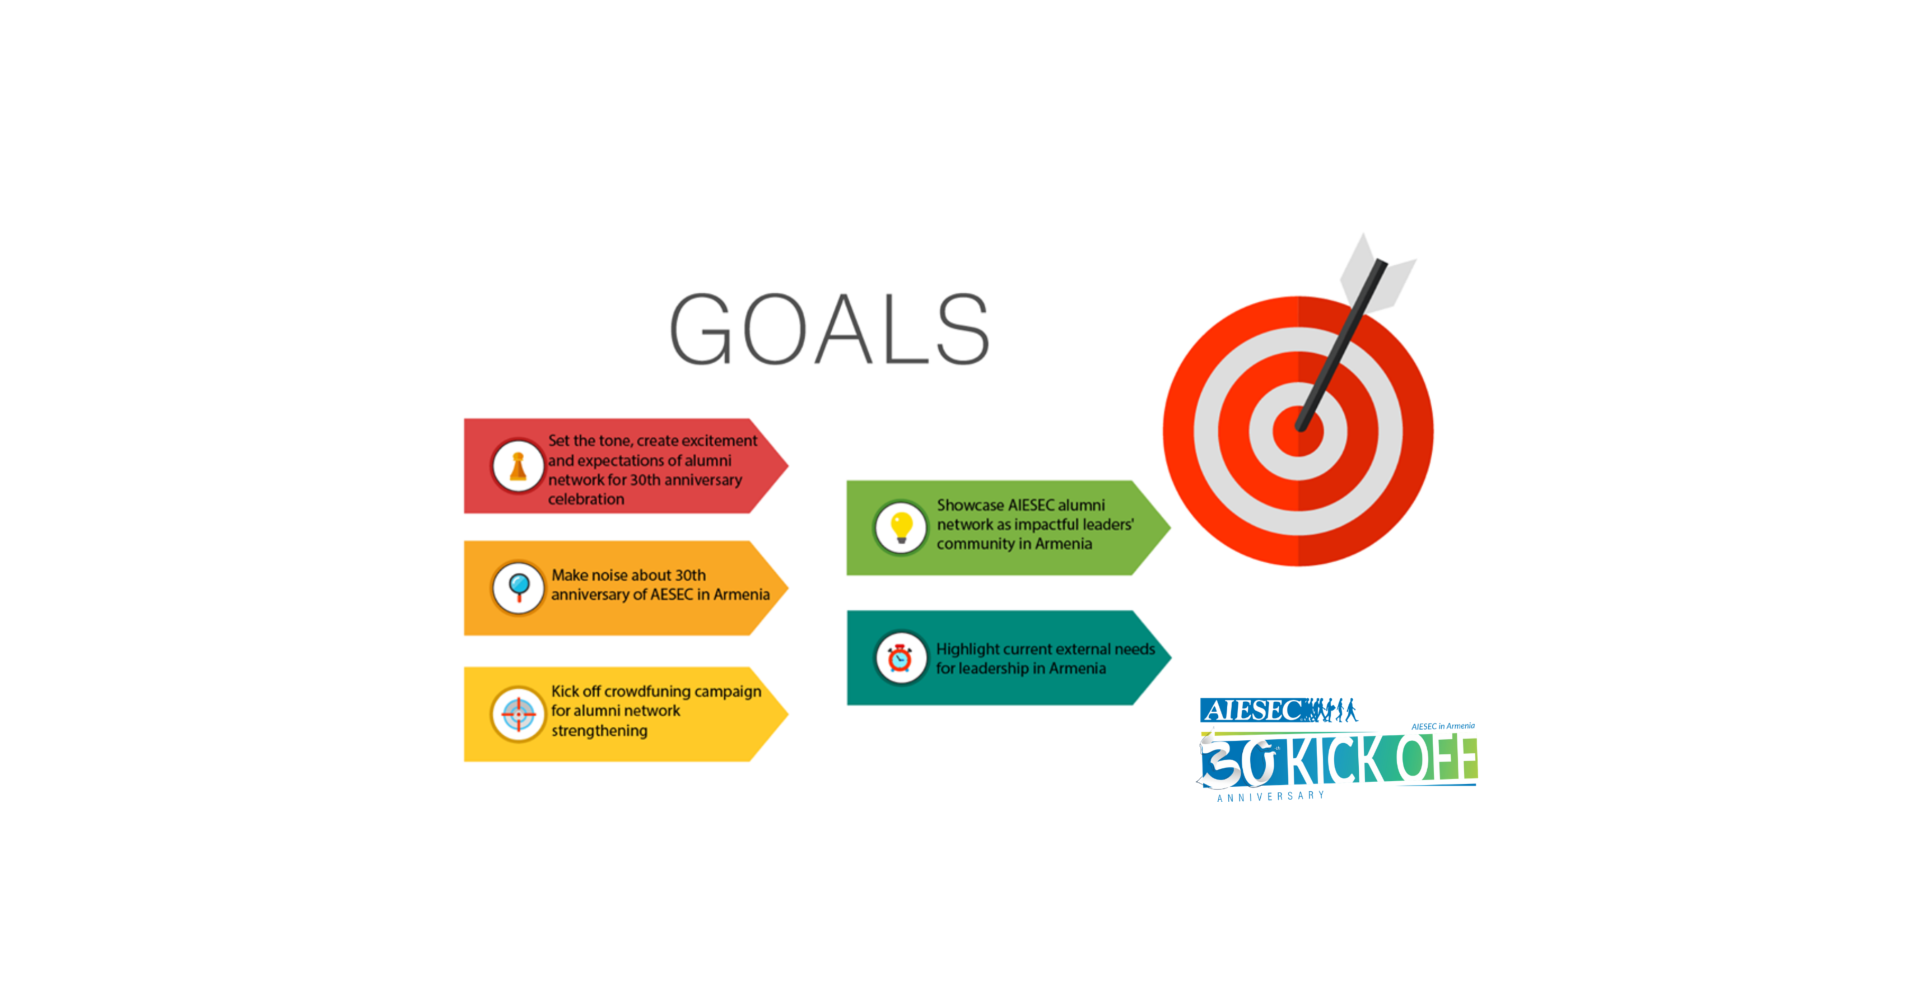 GOALS
Set the tone, create excitement
and expectations of alumni
network for 30th anniversary
celebration
Make noise about 30th
anniversary of AESEC in Armenia
Kick off crowdfuning campaign
for alumni network
strengthening
Showcase AIESEC alumni
network as impactful leaders'
community in Armenia
Highlight current external needs
for leadership in Armenia
AIESEC
AIESEC in Armenia
30th KICK OFF
ANNIVERSARY